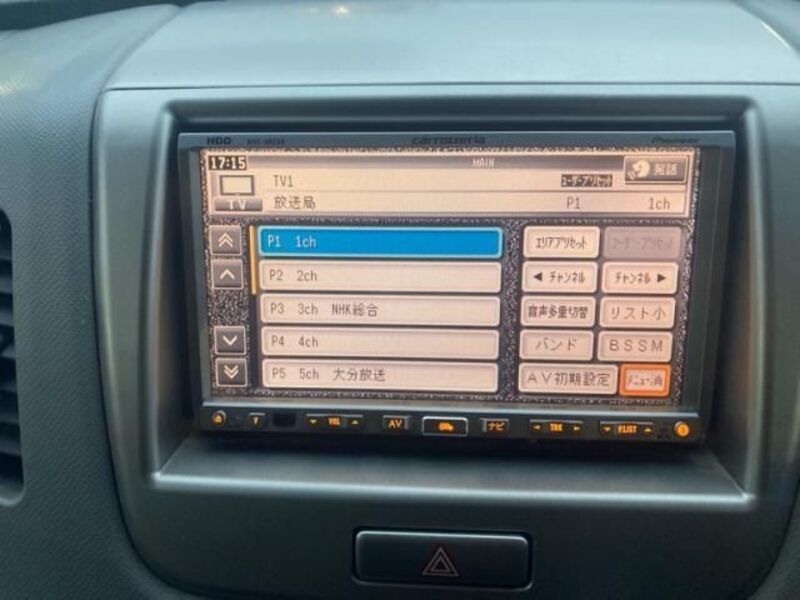 HDD carrozzeria Pioneer
17:15 MAIN 発話
TV1 ユーザープリセット
TV 放送局 P1 1ch
P1 1ch エリアプリセット ユーザープリセット
P2 2ch ◄ チャンネル チャンネル ►
P3 3ch NHK総合 音声多重切替 リスト小
P4 4ch バンド BSSM
P5 5ch 大分放送 AV初期設定 メニュー消
V VOL AV ナビ TRK P.LIST